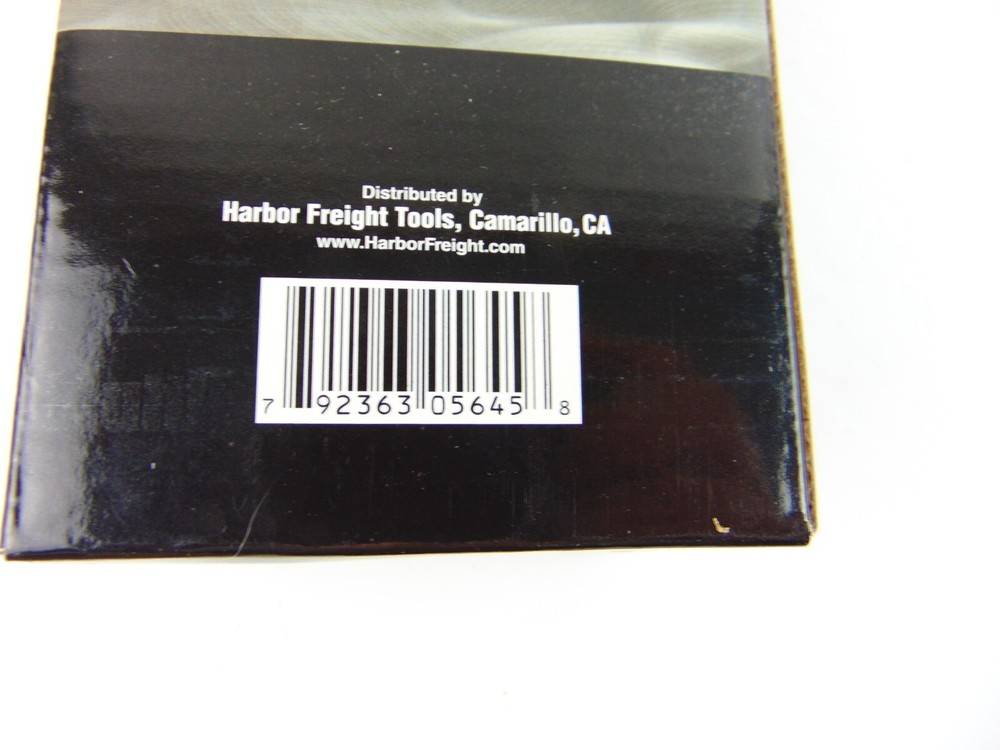 Distributed by
Harbor Freight Tools, Camarillo, CA
www.HarborFreight.com
7 92363 05645 8